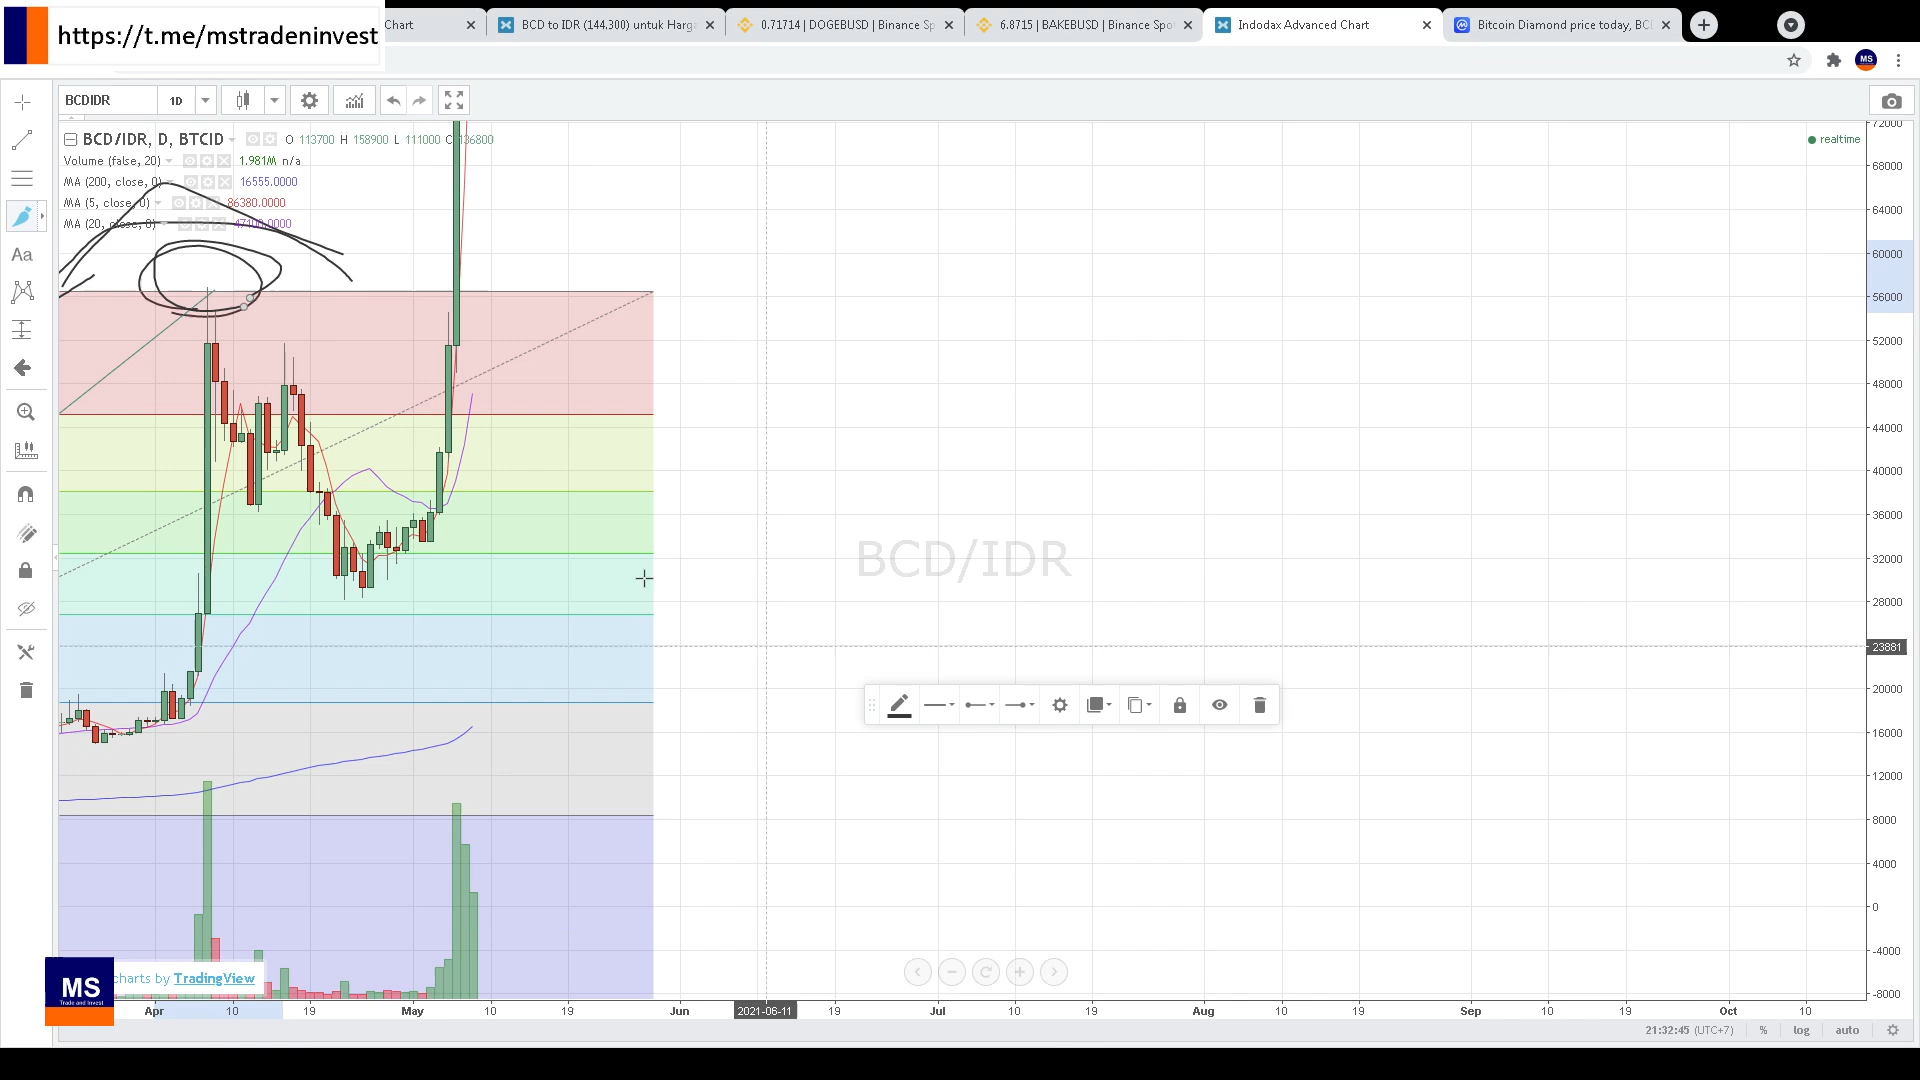 https://t.me/mstradeninvest
Chart
BCD to IDR (144.300) untuk Harga
0.71714 | DOGEBUSD | Binance Sp
6.8715 | BAKEBUSD | Binance Spo
Indodax Advanced Chart
Bitcoin Diamond price today, BC
MS
BCDIDR
1D
BCD/IDR, D, BTCID
O 113700 H 158900 L 111000 C 136800
realtime
Volume (false, 20)
1.981M n/a
MA (200, close, 0)
16555.0000
MA (5, close, 0)
86380.0000
MA (20, close, 0)
Aa
BCD/IDR
72000
68000
64000
60000
56000
52000
48000
44000
40000
36000
32000
28000
23881
20000
16000
12000
8000
4000
0
-4000
-8000
MS
Trade and Invest
charts by TradingView
Apr
10
19
May
10
19
Jun
2021-06-11
19
Jul
10
19
Aug
10
19
Sep
10
19
Oct
10
21:32:45 (UTC+7)
%
log
auto